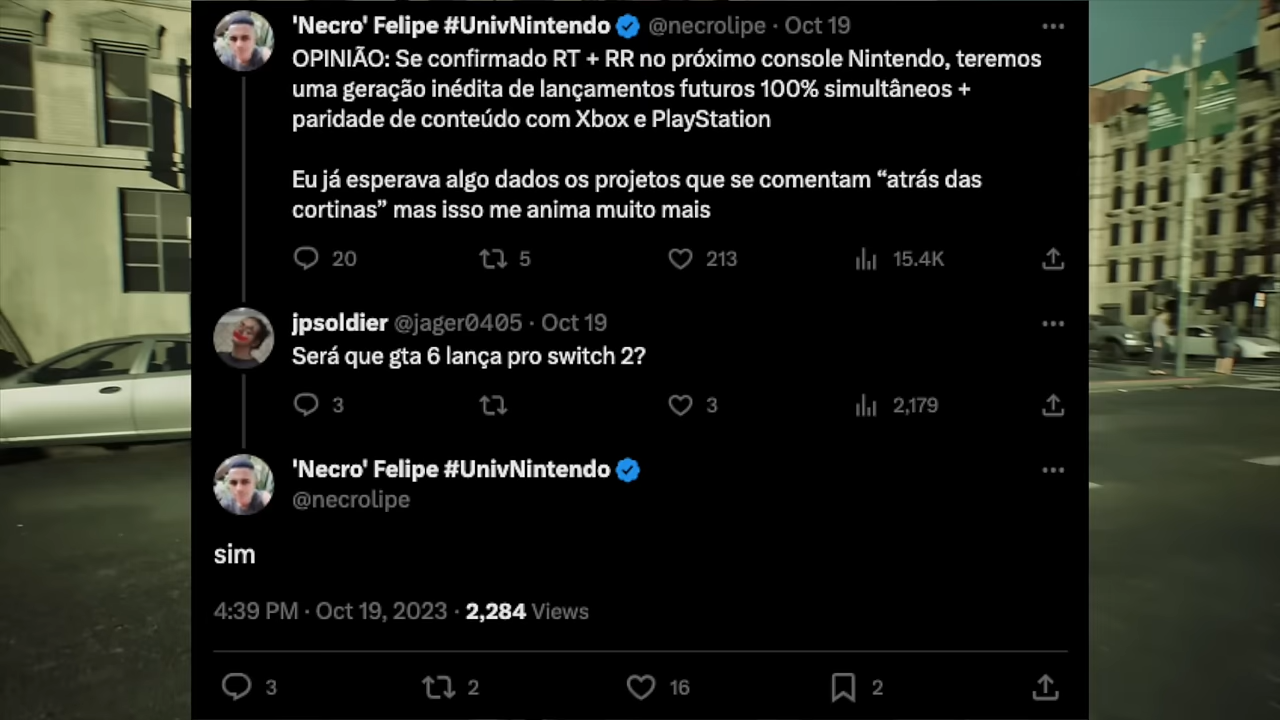 'Necro' Felipe #UnivNintendo @necrolipe · Oct 19
OPINIÃO: Se confirmado RT + RR no próximo console Nintendo, teremos
uma geração inédita de lançamentos futuros 100% simultâneos +
paridade de conteúdo com Xbox e PlayStation
Eu já esperava algo dados os projetos que se comentam “atrás das
cortinas” mas isso me anima muito mais
20 5 213 15.4K
jpsoldier @jager0405 · Oct 19
Será que gta 6 lança pro switch 2?
3 3 2,179
'Necro' Felipe #UnivNintendo
@necrolipe
sim
4:39 PM · Oct 19, 2023 · 2,284 Views
3 2 16 2